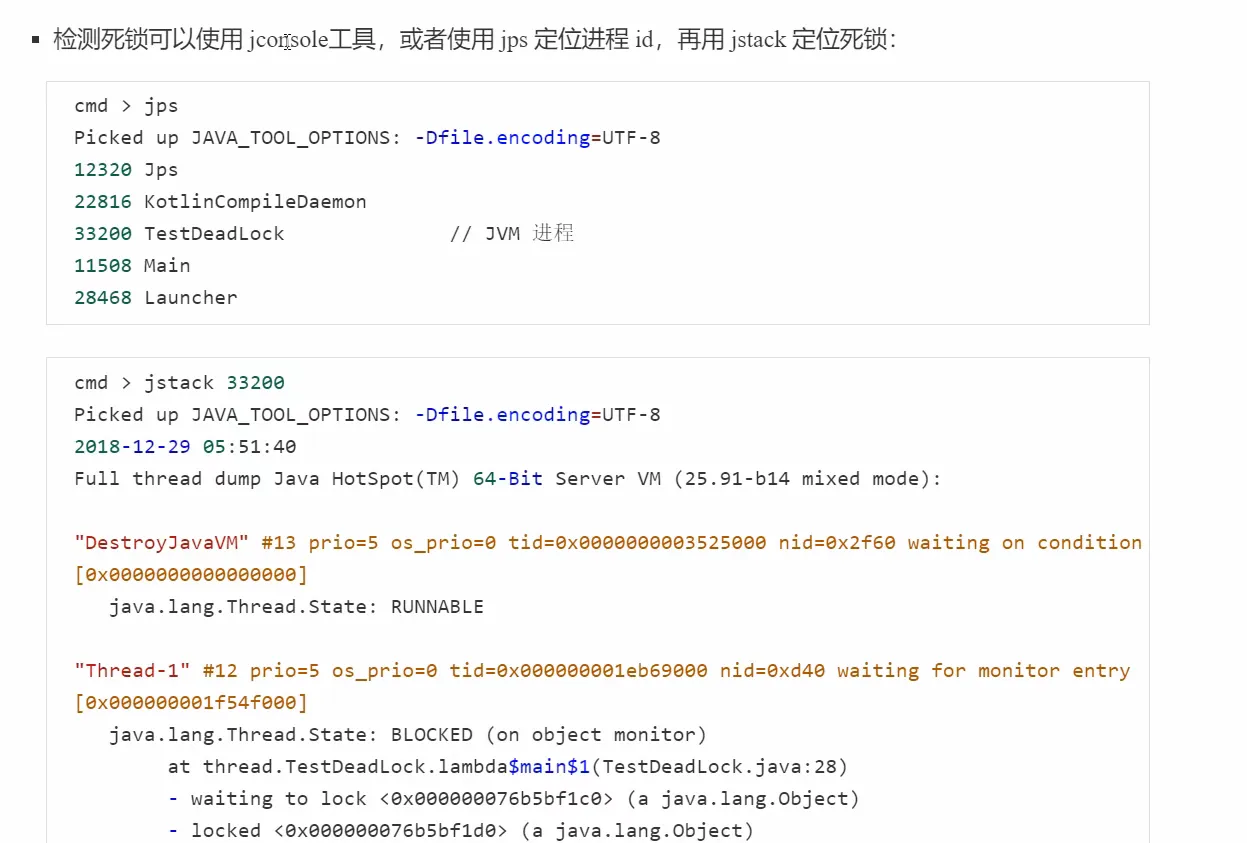 ▪ 检测死锁可以使用 jconsole工具，或者使用 jps 定位进程 id，再用 jstack 定位死锁：
cmd > jps
Picked up JAVA_TOOL_OPTIONS: -Dfile.encoding=UTF-8
12320 Jps
22816 KotlinCompileDaemon
33200 TestDeadLock              // JVM 进程
11508 Main
28468 Launcher
cmd > jstack 33200
Picked up JAVA_TOOL_OPTIONS: -Dfile.encoding=UTF-8
2018-12-29 05:51:40
Full thread dump Java HotSpot(TM) 64-Bit Server VM (25.91-b14 mixed mode):
"DestroyJavaVM" #13 prio=5 os_prio=0 tid=0x0000000003525000 nid=0x2f60 waiting on condition
[0x0000000000000000]
   java.lang.Thread.State: RUNNABLE
"Thread-1" #12 prio=5 os_prio=0 tid=0x000000001eb69000 nid=0xd40 waiting for monitor entry
[0x000000001f54f000]
   java.lang.Thread.State: BLOCKED (on object monitor)
        at thread.TestDeadLock.lambda$main$1(TestDeadLock.java:28)
        - waiting to lock <0x000000076b5bf1c0> (a java.lang.Object)
        - locked <0x000000076b5bf1d0> (a java.lang.Object)